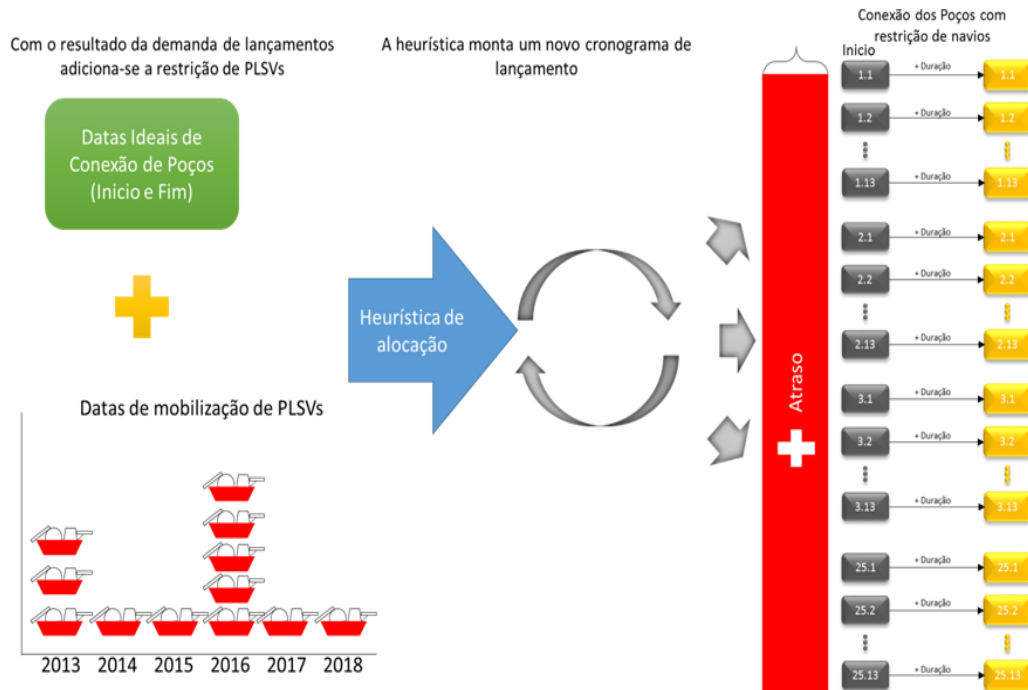 Com o resultado da demanda de lançamentos
adiciona-se a restrição de PLSVs
Datas Ideais de
Conexão de Poços
(Inicio e Fim)
Datas de mobilização de PLSVs
2013 2014 2015 2016 2017 2018
A heurística monta um novo cronograma de
lançamento
Heurística de
alocação
Atraso
Conexão dos Poços com
restrição de navios
Inicio
1.1 + Duração 1.1
1.2 + Duração 1.2
1.13 + Duração 1.13
2.1 + Duração 2.1
2.2 + Duração 2.2
2.13 + Duração 2.13
3.1 + Duração 3.1
3.2 + Duração 3.2
3.13 + Duração 3.13
25.1 + Duração 25.1
25.2 + Duração 25.2
25.13 + Duração 25.13